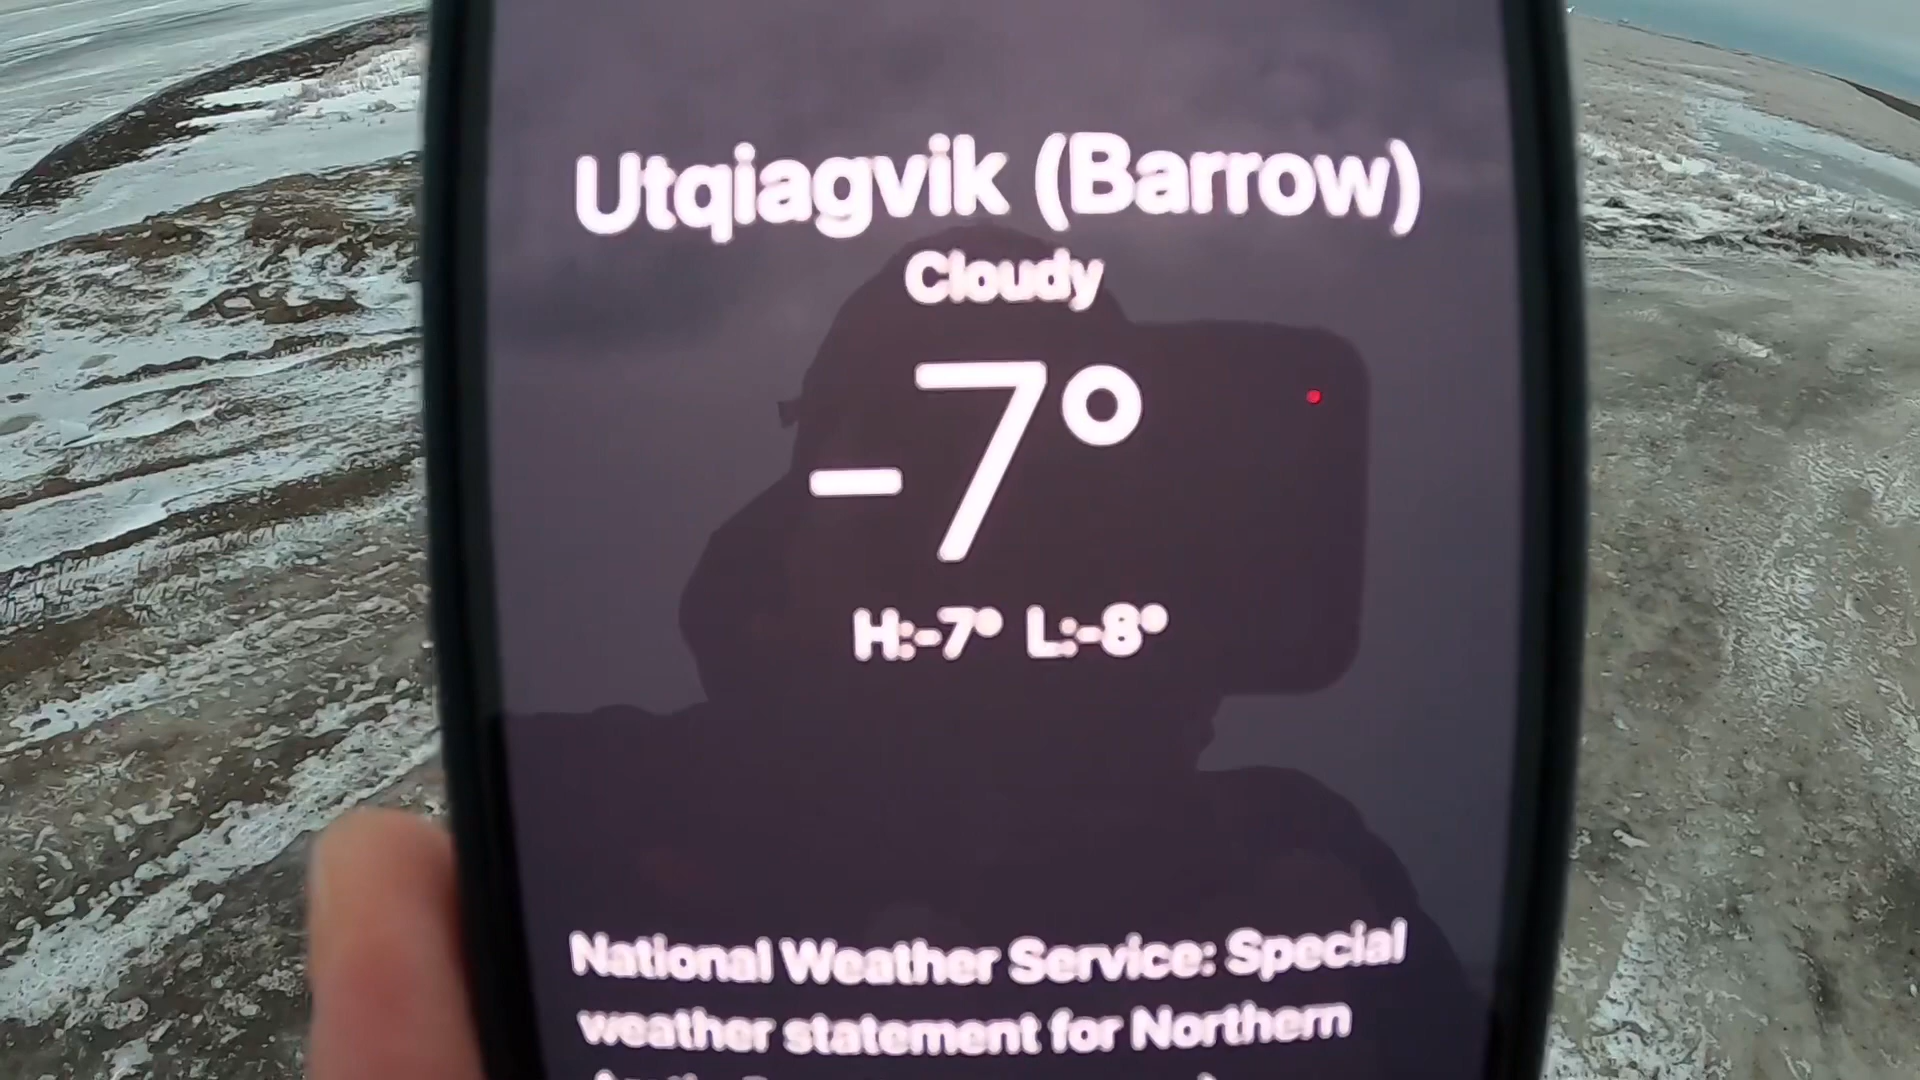 Utqiagvik (Barrow)
Cloudy
-7°
H:-7° L:-8°
National Weather Service: Special
weather statement for Northern